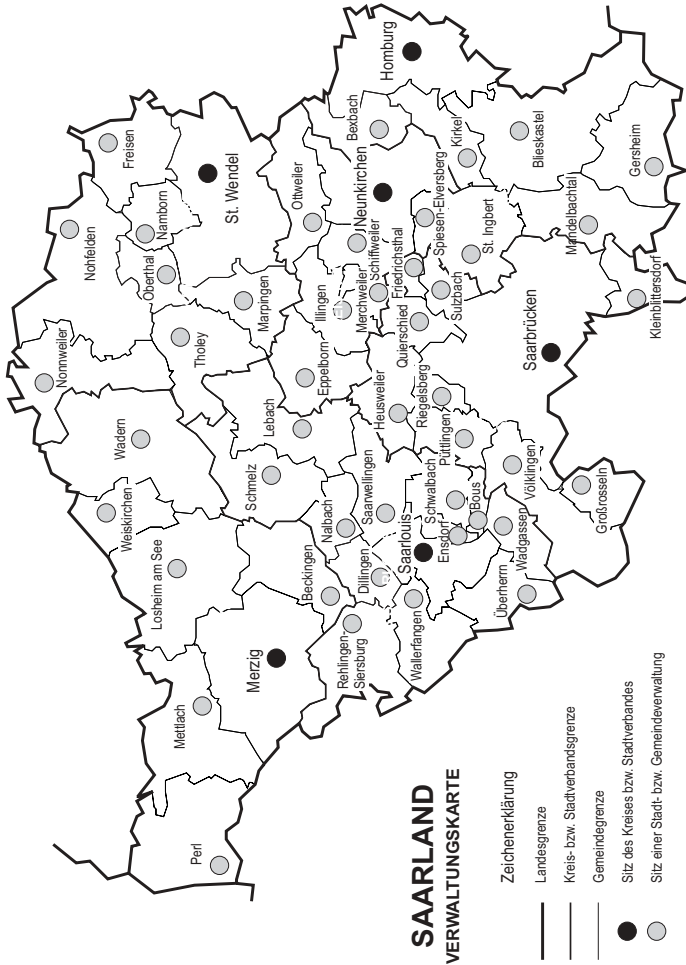 SAARLAND
VERWALTUNGSKARTE
Zeichenerklärung
Landesgrenze
Kreis- bzw. Stadtverbandsgrenze
Gemeindegrenze
Sitz des Kreises bzw. Stadtverbandes
Sitz einer Stadt- bzw. Gemeindeverwaltung
Perl
Mettlach
Merzig
Losheim am See
Weiskirchen
Wadern
Nonnweiler
Nohfelden
Freisen
Namborn
Oberthal
St. Wendel
Tholey
Marpingen
Schmelz
Lebach
Beckingen
Nalbach
Rehlingen-
Siersburg
Dillingen
Saarwellingen
Wallerfangen
Saarlouis
Ensdorf
Schwalbach
Bous
Wadgassen
Überherrn
Eppelborn
Illingen
Merchweiler
Schiffweiler
Ottweiler
Neunkirchen
Spiesen-Elversberg
Heusweiler
Riegelsberg
Püttlingen
Völklingen
Großrosseln
Quierschied
Friedrichsthal
Sulzbach
Saarbrücken
Kleinblittersdorf
St. Ingbert
Mandelbachtal
Bexbach
Homburg
Kirkel
Blieskastel
Gersheim